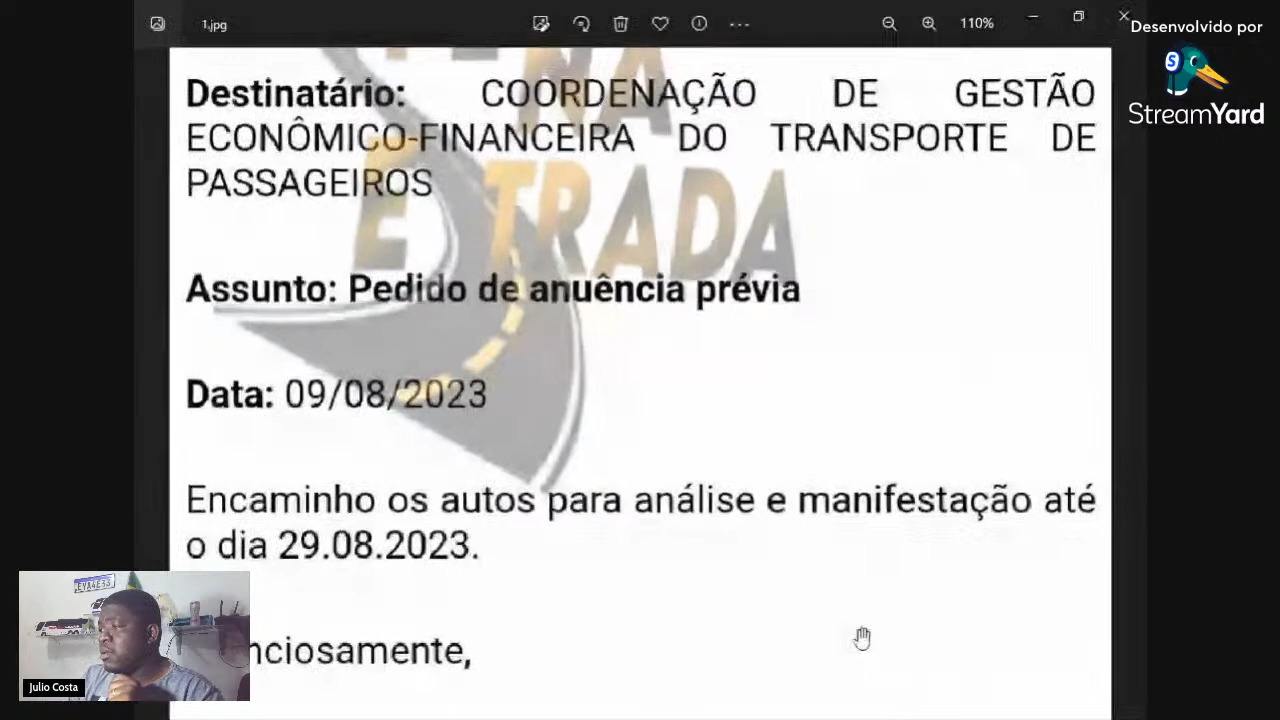 1.jpg
110%
Desenvolvido por
StreamYard
NA
E TRADA
Destinatário: COORDENAÇÃO DE GESTÃO
ECONÔMICO-FINANCEIRA DO TRANSPORTE DE
PASSAGEIROS
Assunto: Pedido de anuência prévia
Data: 09/08/2023
Encaminho os autos para análise e manifestação até
o dia 29.08.2023.
nciosamente,
Julio Costa